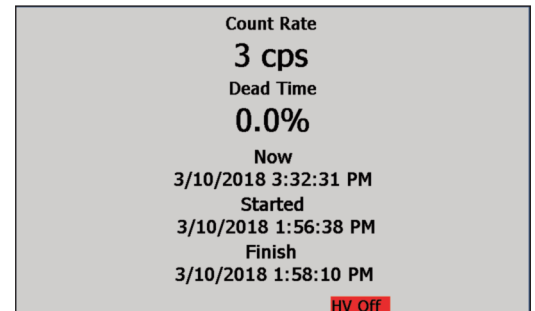 Count Rate
3 cps
Dead Time
0.0%
Now
3/10/2018 3:32:31 PM
Started
3/10/2018 1:56:38 PM
Finish
3/10/2018 1:58:10 PM
HV Off